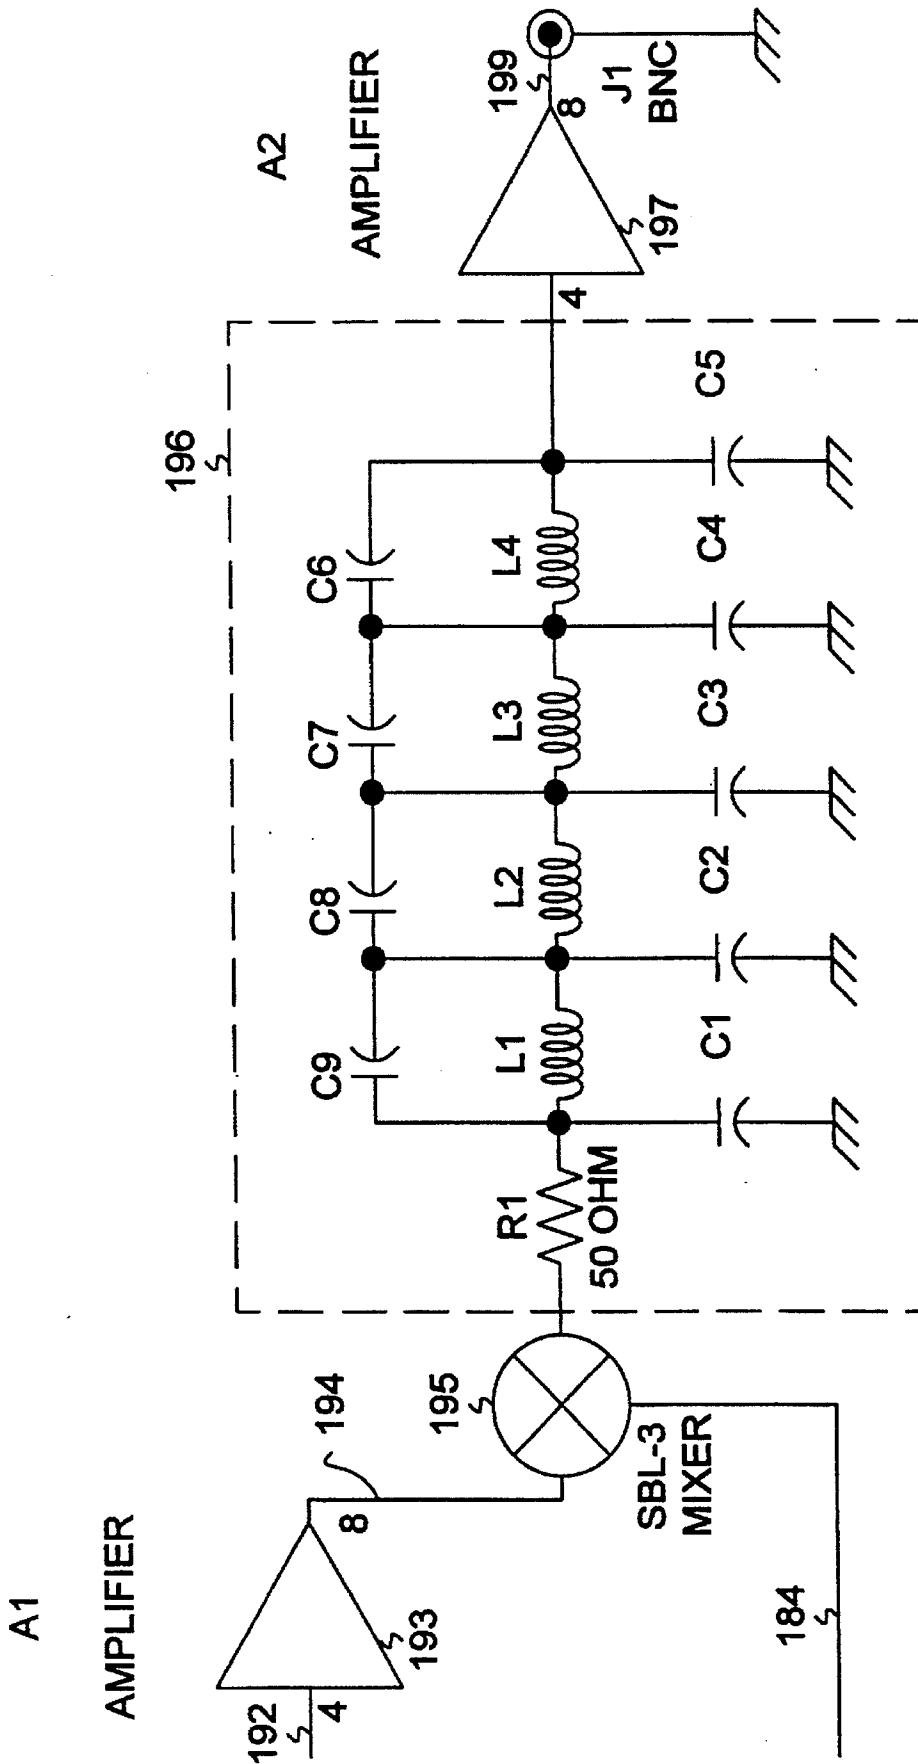 A1
AMPLIFIER
192
4
193
8
194
184
195
SBL-3
MIXER
196
R1
50 OHM
C9
C8
C7
C6
L1
L2
L3
L4
C1
C2
C3
C4
C5
A2
AMPLIFIER
4
197
8
199
J1
BNC